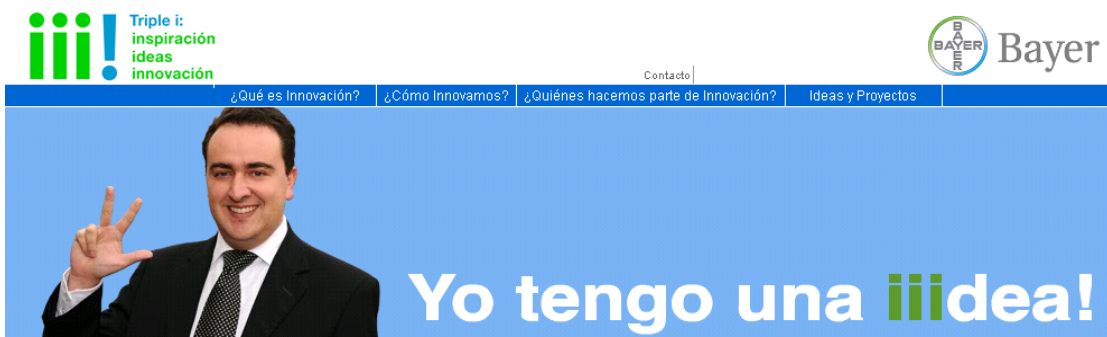 iii!
Triple i:
inspiración
ideas
innovación
BAYER
BAYER
Bayer
Contacto
¿Qué es Innovación? ¿Cómo Innovamos? ¿Quiénes hacemos parte de Innovación? Ideas y Proyectos
Yo tengo una iiidea!